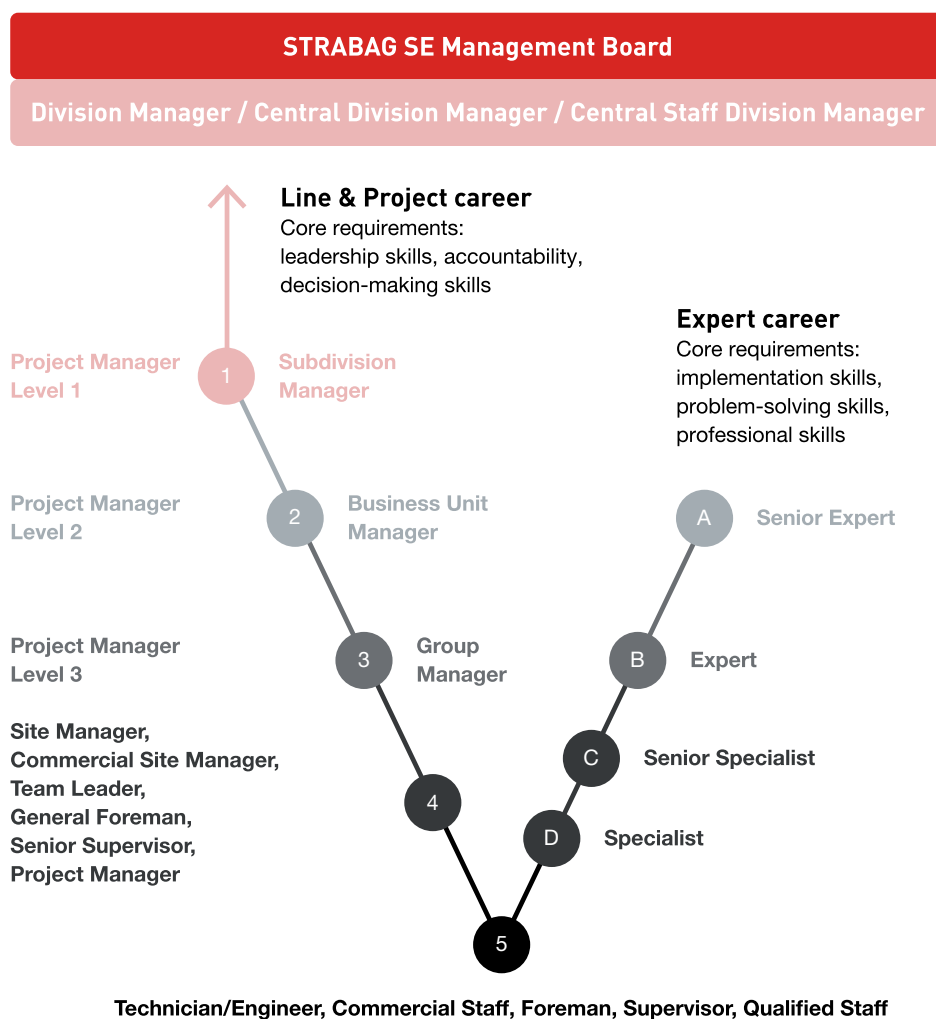 STRABAG SE Management Board
Division Manager / Central Division Manager / Central Staff Division Manager
Line & Project career
Core requirements:
leadership skills, accountability,
decision-making skills
Expert career
Core requirements:
implementation skills,
problem-solving skills,
professional skills
Project Manager
Level 1
1
Subdivision
Manager
Project Manager
Level 2
2
Business Unit
Manager
A
Senior Expert
Project Manager
Level 3
3
Group
Manager
B
Expert
Site Manager,
Commercial Site Manager,
Team Leader,
General Foreman,
Senior Supervisor,
Project Manager
4
C
Senior Specialist
D
Specialist
5
Technician/Engineer, Commercial Staff, Foreman, Supervisor, Qualified Staff